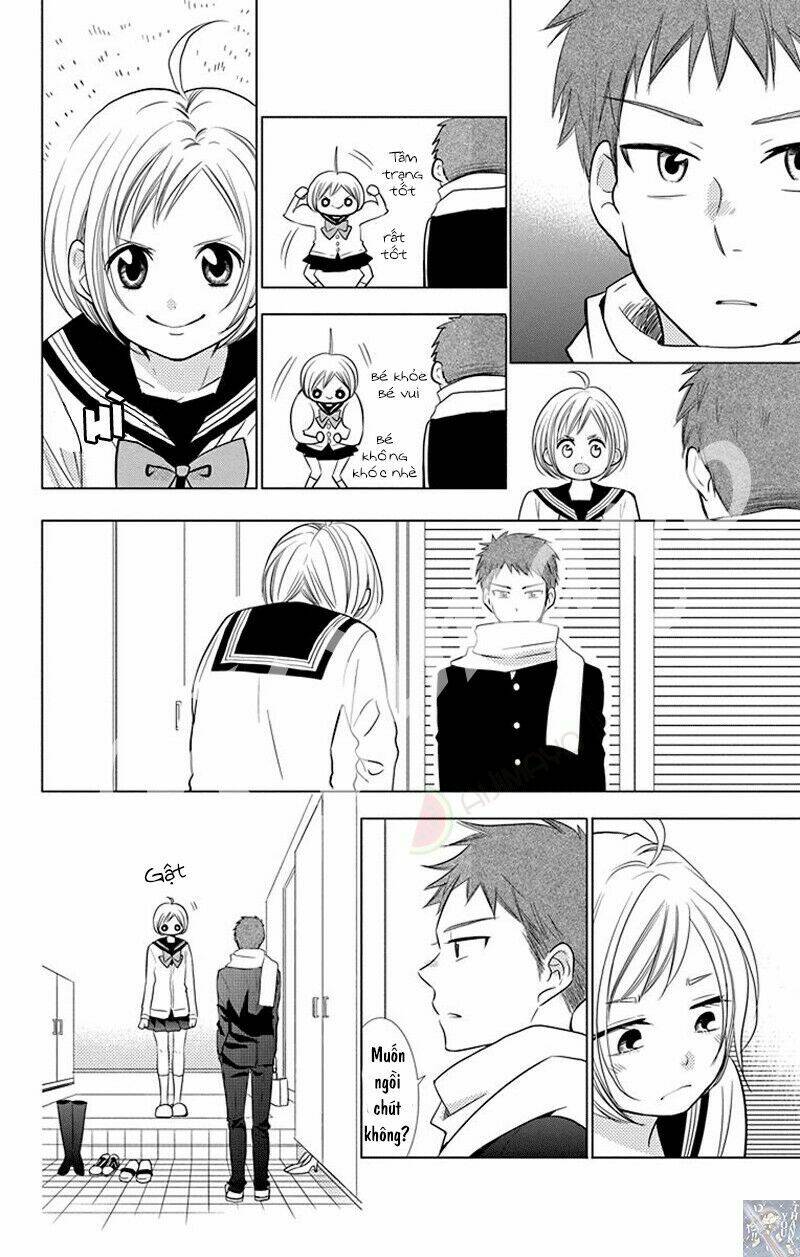 Tâm
trạng
tốt
rất
tốt
HÍ
Bé khỏe
Bé vui
Bé
không
khóc nhè
AIJIMAYO
Muốn
ngồi
chút
không?
Gật